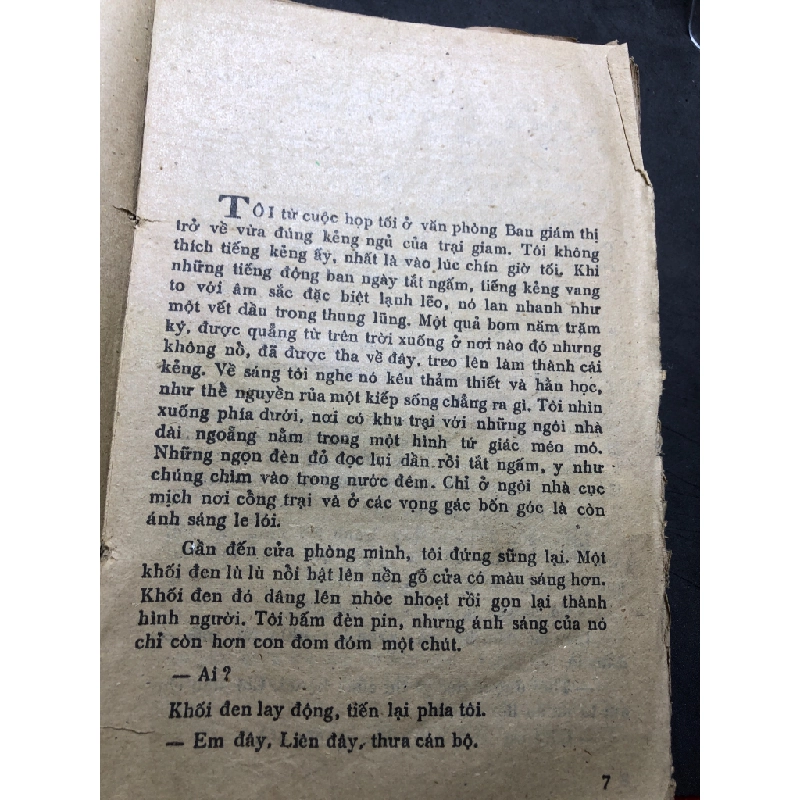 TÔI từ cuộc họp tối ở văn phòng Bau giám thị
trở về vừa đúng kẻng ngủ của trại giam. Tôi không
thích tiếng kẻng ấy, nhất là vào lúc chín giờ tối. Khi
những tiếng động ban ngày tắt ngấm, tiếng kẻng vang
to với âm sắc đặc biệt lạnh lẽo, nó lan nhanh như
một vết dầu trong thung lũng. Một quả bom năm trăm
ký, được quẳng từ trên trời xuống ở nơi nào đó nhưng
không nổ, đã được tha về đây, treo lên làm thành cái
kẻng. Về sáng tôi nghe nó kêu thảm thiết và hằn học,
như thể nguyền rủa một kiếp sống chẳng ra gì. Tôi nhìn
xuống phía dưới, nơi có khu trại với những ngôi nhà
dài ngoẵng nằm trong một hình tứ giác méo mó.
Những ngọn đèn đỏ đọc lụi dần rồi tắt ngấm, y như
chúng chìm vào trong nước đêm. Chỉ ở ngôi nhà cục
mịch nơi cổng trại và ở các vọng gác bốn góc là còn
ánh sáng le lói.
Gần đến cửa phòng mình, tôi đứng sững lại. Một
khối đen lù lù nổi bật lên nền gỗ cửa có màu sáng hơn.
Khối đen đó dâng lên nhòe nhoẹt rồi gọn lại thành
hình người. Tôi bấm đèn pin, nhưng ánh sáng của nó
chỉ còn hơn con đom đóm một chút.
— Ai ?
Khối đen lay động, tiến lại phía tôi.
— Em đây, Liên đây, thưa cán bộ.
7